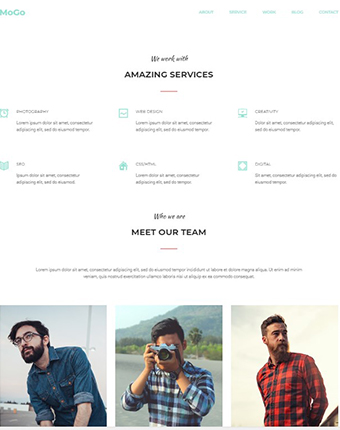 MoGo
ABOUT SERVICE WORK BLOG CONTACT
We work with
AMAZING SERVICES
PHOTOGRAPHY
Lorem ipsum dolor sit amet, consectetur
adipiscing elit, sed do eiusmod tempor.
WEB DESIGN
Lorem ipsum dolor sit amet, consectetur
adipiscing elit, sed do eiusmod tempor.
CREATIVITY
Lorem ipsum dolor sit amet, consectetur
adipiscing elit, sed do eiusmod tempor.
SEO
Lorem ipsum dolor sit amet, consectetur
adipiscing elit, sed do eiusmod.
CSS/HTML
Lorem ipsum dolor sit amet, consectetur
adipiscing elit, sed do eiusmod tempor.
DIGITAL
Sit amet, consectetur adipiscing elit,
sed do eiusmod tempor.
Who we are
MEET OUR TEAM
Lorem ipsum dolor sit amet, consectetur adipiscing elit, sed do eiusmod tempor incididunt ut labore et dolore magna aliqua. Ut enim ad minim
veniam, quis nostrud exercitation ullamco laboris nisi ut aliquip ex ea commodo consequat.